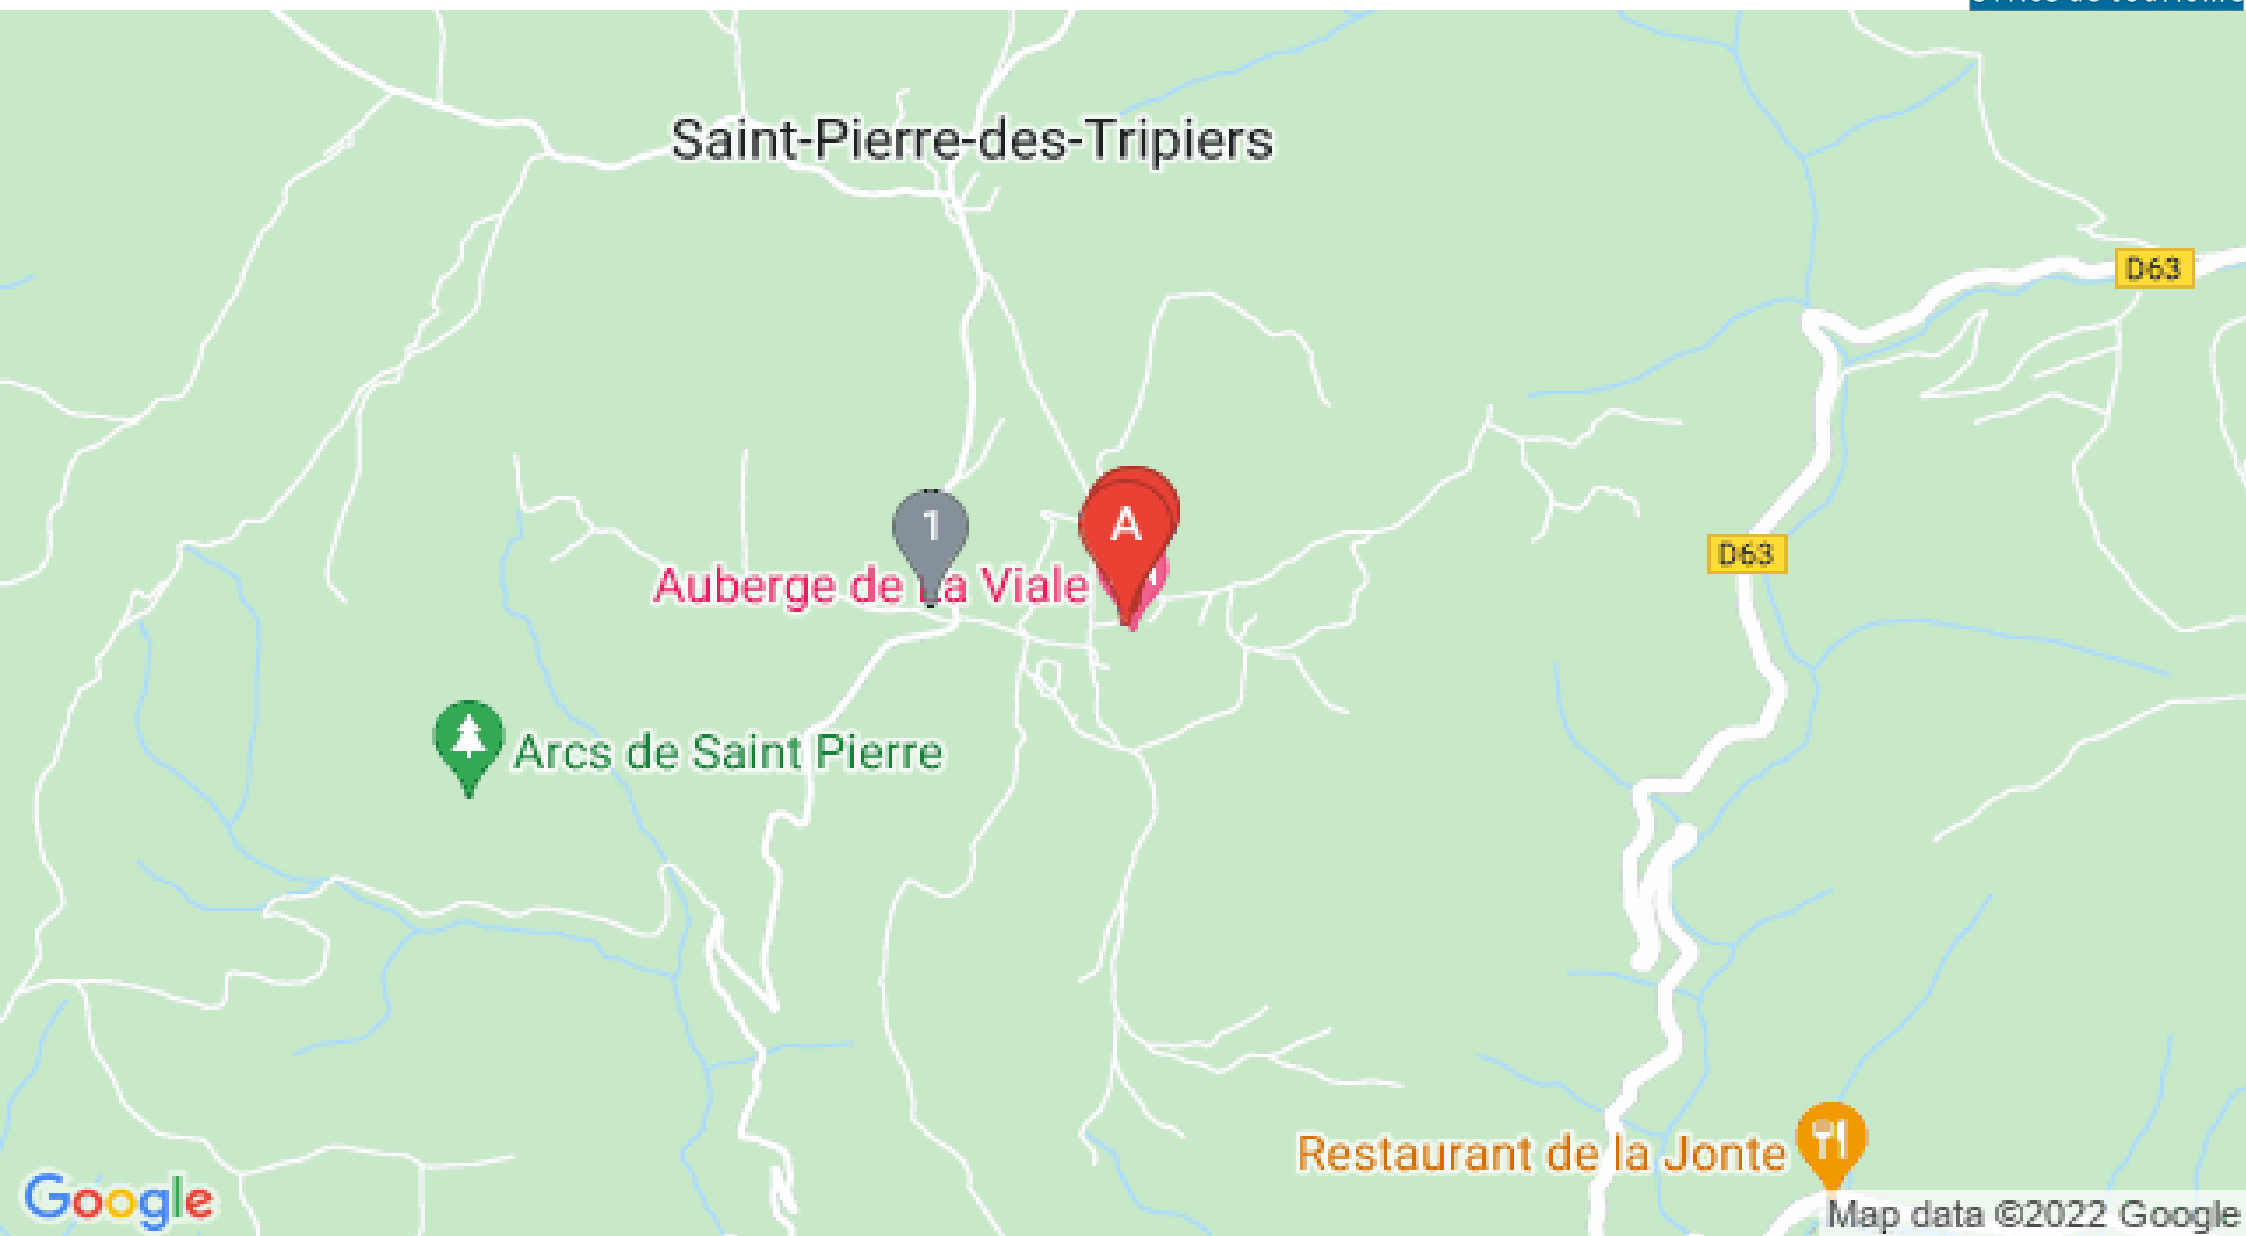 Saint-Pierre-des-Tripiers
D63
1
A
D63
Auberge de La Viale
Arcs de Saint Pierre
Restaurant de la Jonte
Google
Map data ©2022 Google